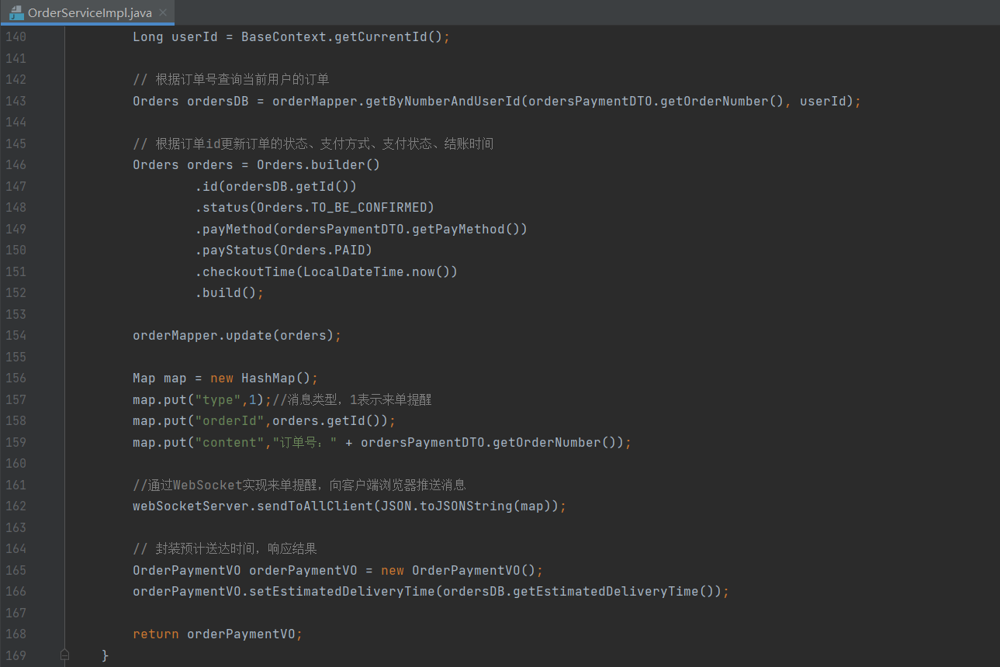 OrderServiceImpl.java
140 Long userId = BaseContext.getCurrentId();
141
142 // 根据订单号查询当前用户的订单
143 Orders ordersDB = orderMapper.getByNumberAndUserId(ordersPaymentDTO.getOrderNumber(), userId);
144
145 // 根据订单id更新订单的状态、支付方式、支付状态、结账时间
146 Orders orders = Orders.builder()
147 .id(ordersDB.getId())
148 .status(Orders.TO_BE_CONFIRMED)
149 .payMethod(ordersPaymentDTO.getPayMethod())
150 .payStatus(Orders.PAID)
151 .checkoutTime(LocalDateTime.now())
152 .build();
153
154 orderMapper.update(orders);
155
156 Map map = new HashMap();
157 map.put("type",1);//消息类型，1表示来单提醒
158 map.put("orderId",orders.getId());
159 map.put("content","订单号：" + ordersPaymentDTO.getOrderNumber());
160
161 //通过WebSocket实现来单提醒，向客户端浏览器推送消息
162 webSocketServer.sendToAllClient(JSON.toJSONString(map));
163
164 // 封装预计送达时间，响应结果
165 OrderPaymentVO orderPaymentVO = new OrderPaymentVO();
166 orderPaymentVO.setEstimatedDeliveryTime(ordersDB.getEstimatedDeliveryTime());
167
168 return orderPaymentVO;
169 }